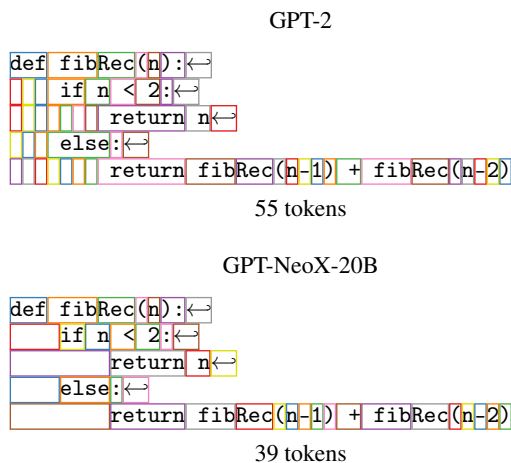 GPT-2
def fibRec(n):↩
    if n < 2:↩
        return n↩
    else:↩
        return fibRec(n-1) + fibRec(n-2)
55 tokens
GPT-NeoX-20B
def fibRec(n):↩
    if n < 2:↩
        return n↩
    else:↩
        return fibRec(n-1) + fibRec(n-2)
39 tokens